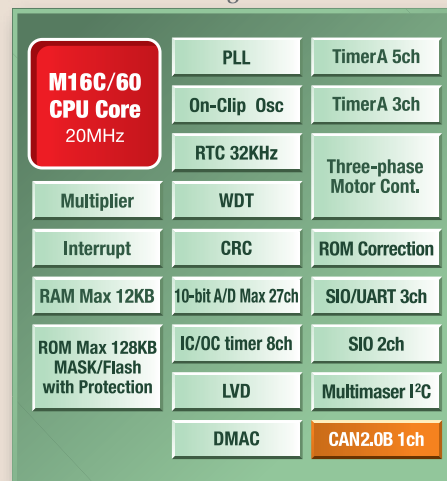 M16C/60
CPU Core
20MHz
Multiplier
Interrupt
RAM Max 12KB
ROM Max 128KB
MASK/Flash
with Protection
PLL
On-Clip Osc
RTC 32KHz
WDT
CRC
10-bit A/D Max 27ch
IC/OC timer 8ch
LVD
DMAC
TimerA 5ch
TimerA 3ch
Three-phase
Motor Cont.
ROM Correction
SIO/UART 3ch
SIO 2ch
Multimaser I²C
CAN2.0B 1ch